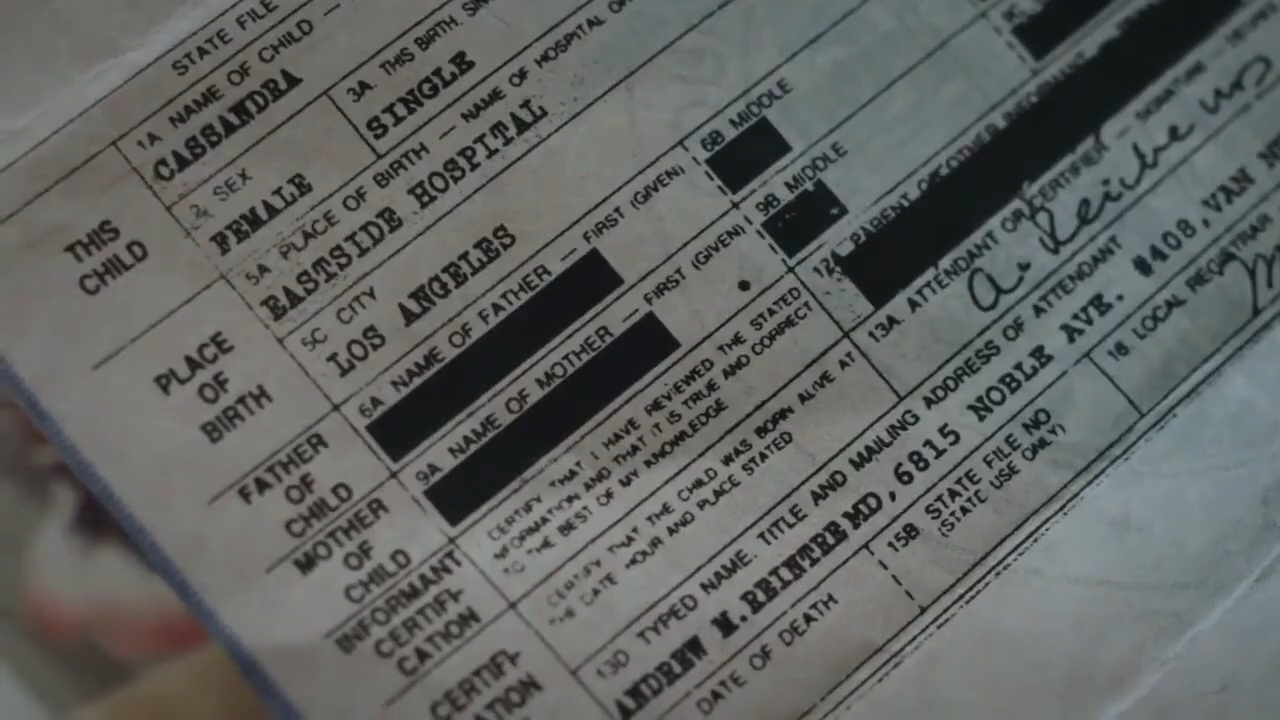 STATE FILE
1A NAME OF CHILD —
CASSANDRA
2 SEX
FEMALE
3A THIS BIRTH
SINGLE
THIS
CHILD
5A PLACE OF BIRTH — NAME OF HOSPITAL
EASTSIDE HOSPITAL
5C CITY
LOS ANGELES
PLACE
OF
BIRTH
6A NAME OF FATHER — FIRST (GIVEN)
6B MIDDLE
FATHER
OF
CHILD
9A NAME OF MOTHER — FIRST (GIVEN)
9B MIDDLE
MOTHER
OF
CHILD
CERTIFY THAT I HAVE REVIEWED THE STATED
INFORMATION AND THAT IT IS TRUE AND CORRECT
THE BEST OF MY KNOWLEDGE
INFORMANT
CERTIFI-
CATION
12A PARENT OR OTHER INFORMANT
CERTIFY THAT THE CHILD WAS BORN ALIVE AT
THE DATE HOUR AND PLACE STATED
13A. ATTENDANT OR CERTIFIER — SIGNATURE
13D TYPED NAME. TITLE AND MAILING ADDRESS OF ATTENDANT
ANDREW M. REINTRE MD, 6815 NOBLE AVE. #408, VAN
CERTIFI-
DATE OF DEATH
15B. STATE FILE NO
(STATE USE ONLY)
16 LOCAL REGISTRAR